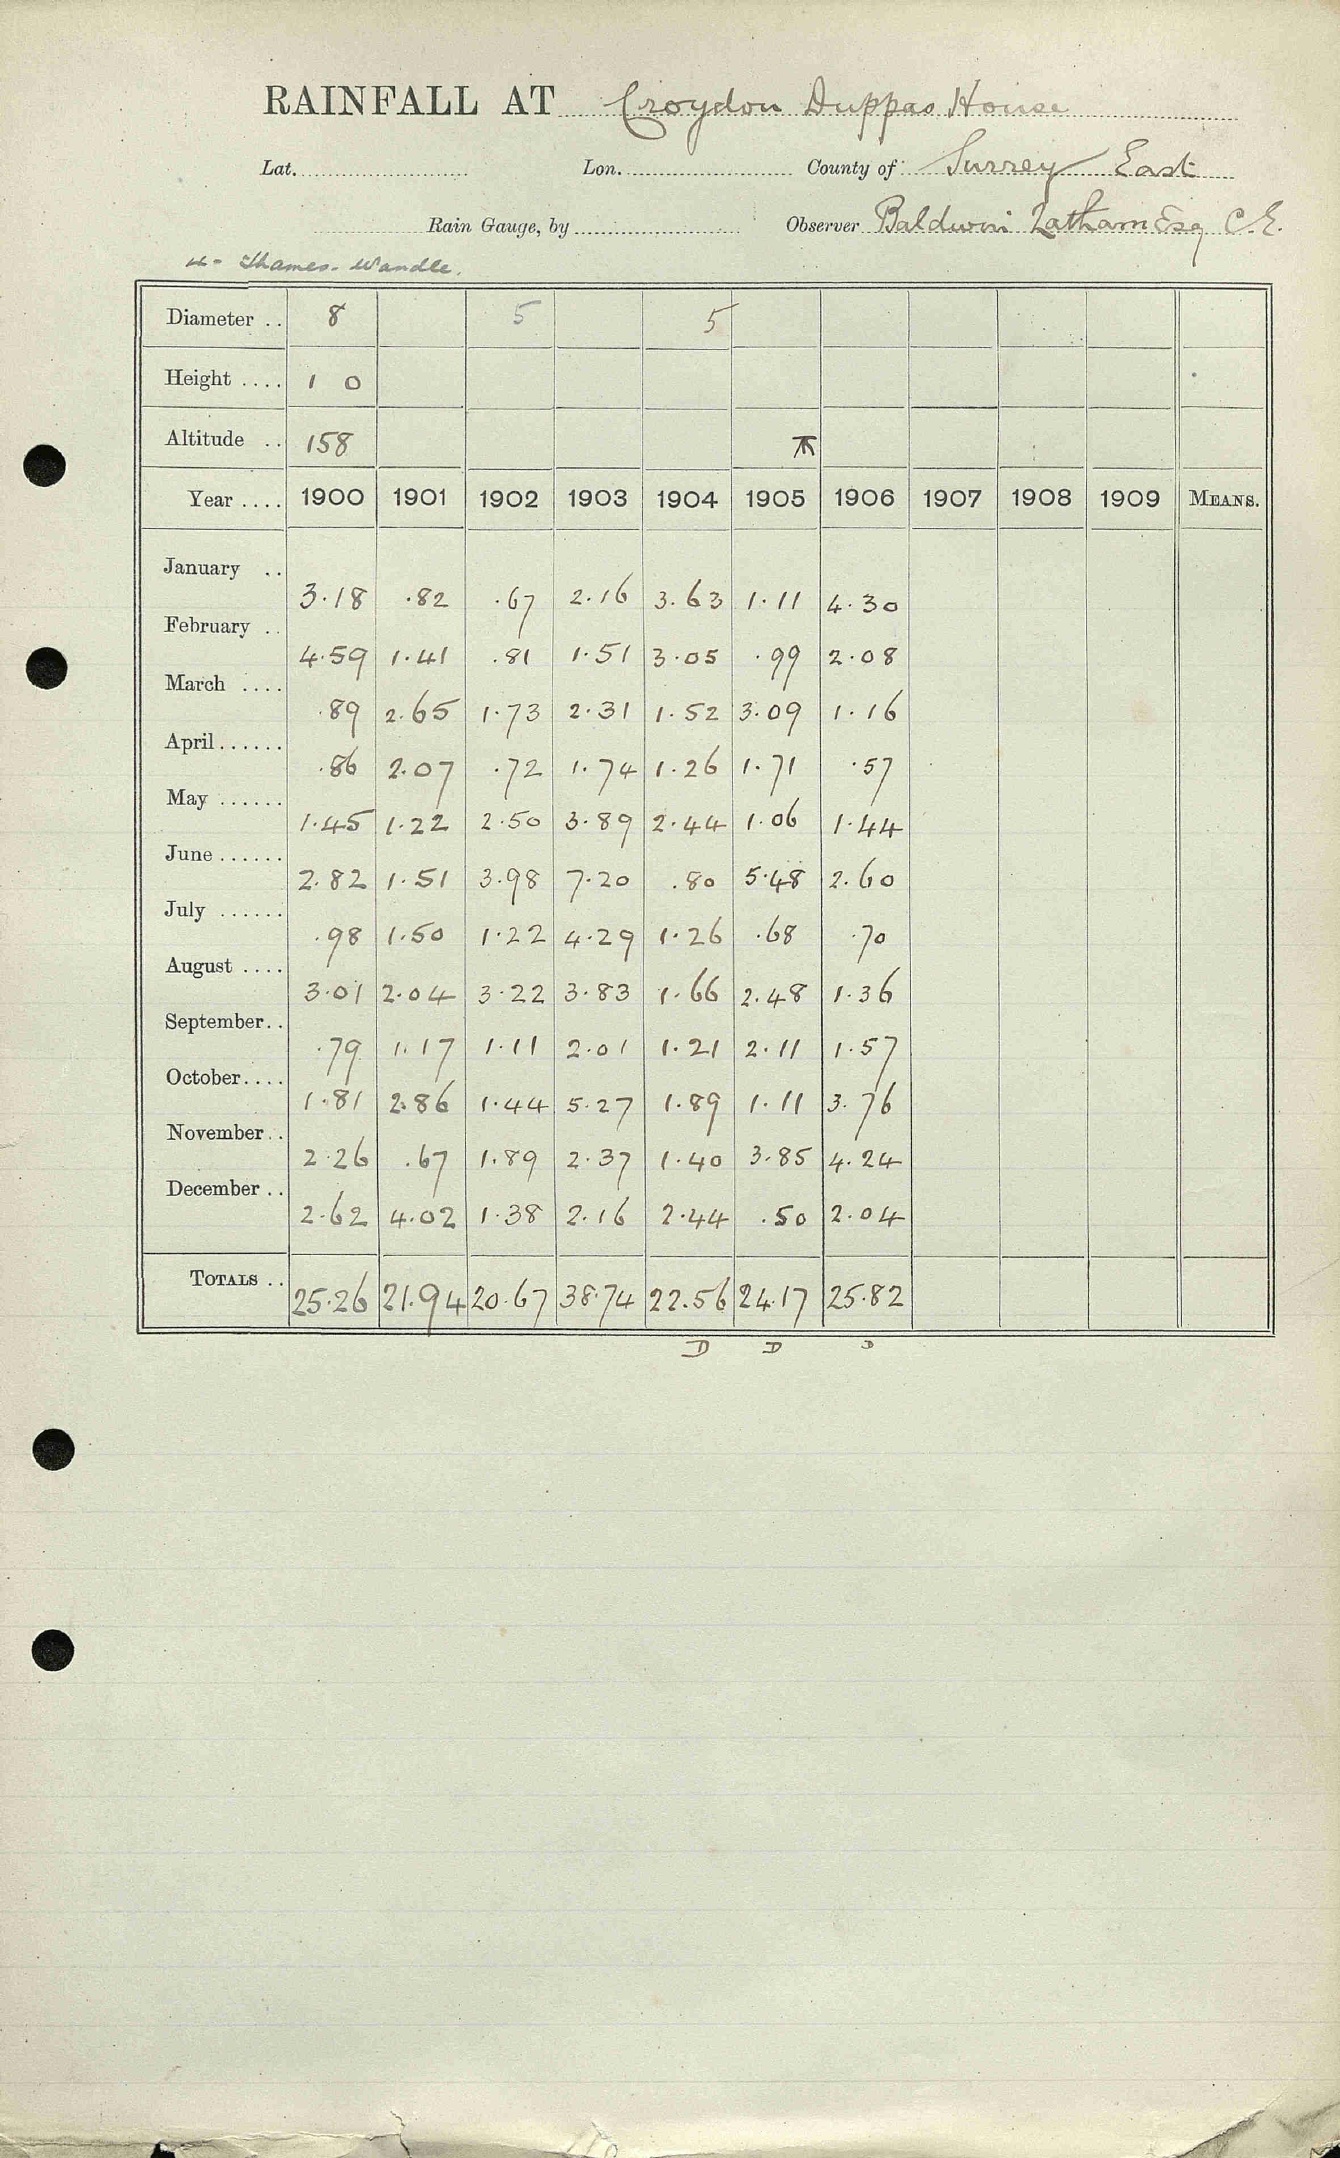 RAINFALL AT Croydon Duppas House
Lat. Lon. County of Surrey East
Rain Gauge, by Observer Baldwin Latham Esq C.E.
Thames - Wandle.
Diameter .. 8 5 5
Height .... 1 0
Altitude .. 158
Year .... 1900 1901 1902 1903 1904 1905 1906 1907 1908 1909 MEANS.
January .. 3.18 .82 .67 2.16 3.63 1.11 4.30
February .. 4.59 1.41 .81 1.51 3.05 .99 2.08
March .... .89 2.65 1.73 2.31 1.52 3.09 1.16
April ...... .86 2.07 .72 1.74 1.26 1.71 .57
May ...... 1.45 1.22 2.50 3.89 2.44 1.06 1.44
June ...... 2.82 1.51 3.98 7.20 .80 5.48 2.60
July ...... .98 1.50 1.22 4.29 1.26 .68 .70
August .... 3.01 2.04 3.22 3.83 1.66 2.48 1.36
September.. .79 1.17 1.11 2.01 1.21 2.11 1.57
October.... 1.81 2.86 1.44 5.27 1.89 1.11 3.76
November.. 2.26 .67 1.89 2.37 1.40 3.85 4.24
December .. 2.62 4.02 1.38 2.16 2.44 .50 2.04
TOTALS .. 25.26 21.94 20.67 38.74 22.56 24.17 25.82
D D D